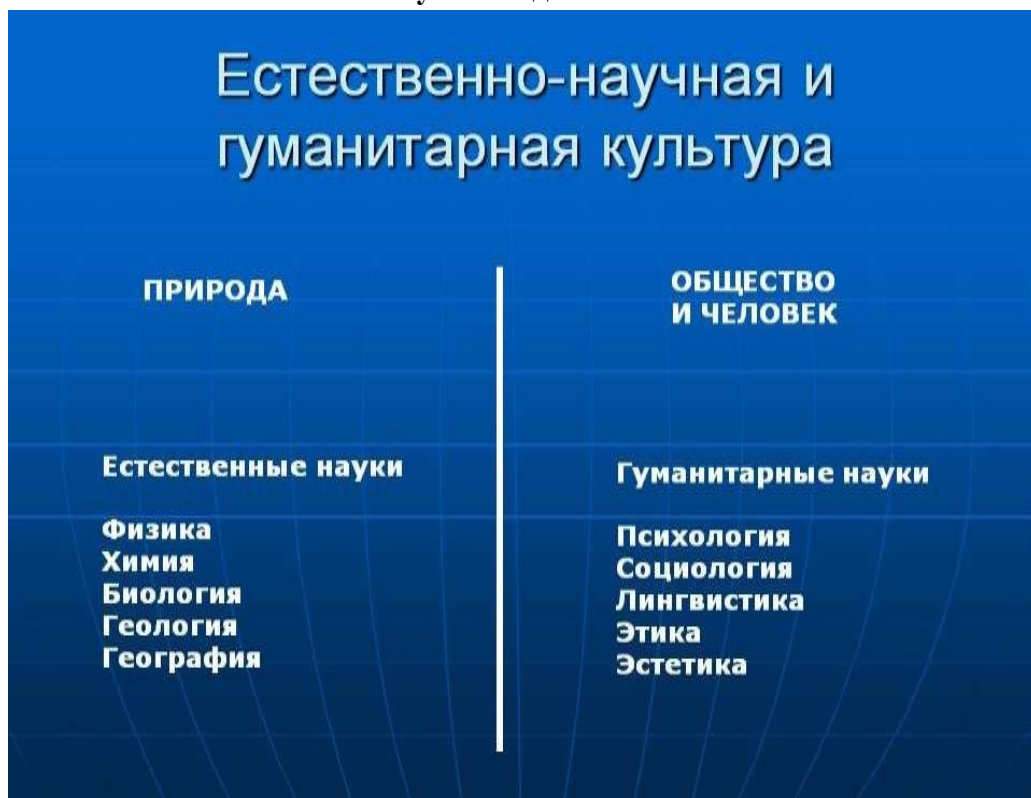 Естественно-научная и
гуманитарная культура
ПРИРОДА
Естественные науки
Физика
Химия
Биология
Геология
География
ОБЩЕСТВО
И ЧЕЛОВЕК
Гуманитарные науки
Психология
Социология
Лингвистика
Этика
Эстетика